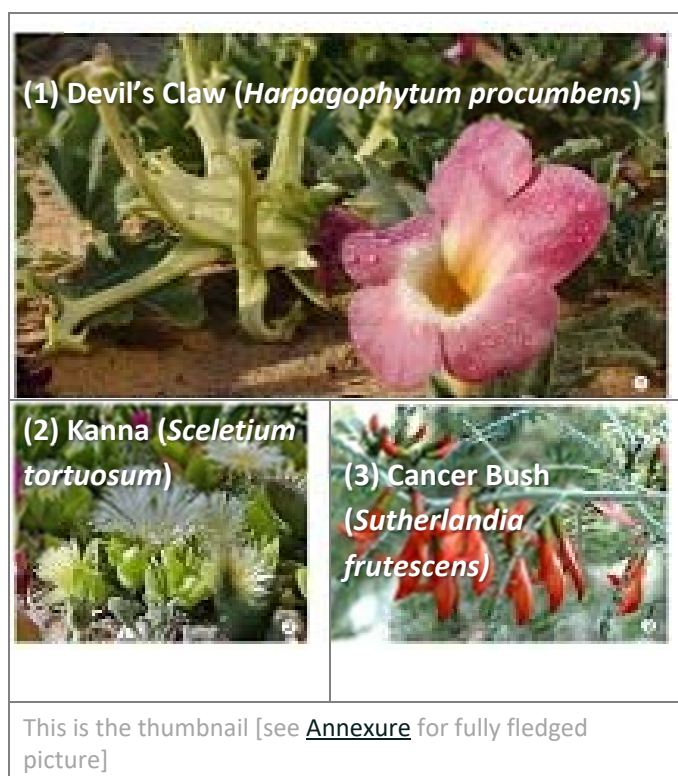 (1) Devil’s Claw (Harpagophytum procumbens)
(2) Kanna (Sceletium
tortuosum)
(3) Cancer Bush
(Sutherlandia
frutescens)
This is the thumbnail [see Annexure for fully fledged
picture]